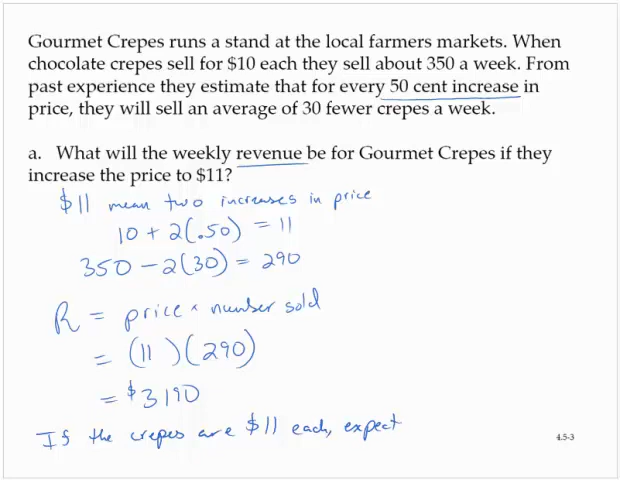 Gourmet Crepes runs a stand at the local farmers markets. When
chocolate crepes sell for $10 each they sell about 350 a week. From
past experience they estimate that for every 50 cent increase in
price, they will sell an average of 30 fewer crepes a week.
a. What will the weekly revenue be for Gourmet Crepes if they
increase the price to $11?
$11 mean two increases in price
10 + 2(.50) = 11
350 - 2(30) = 290
R = price × number sold
= (11)(290)
= $3190
If the crepes are $11 each, expect
4.5-3